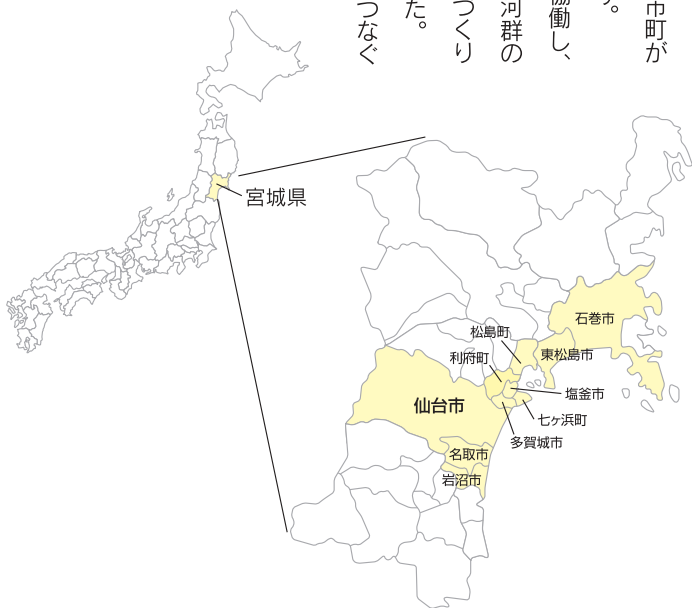 市町が
。
協働し、
河群の
つくり
た。
つなぐ
宮城県
石巻市
松島町
東松島市
利府町
塩釜市
仙台市
七ヶ浜町
多賀城市
名取市
岩沼市